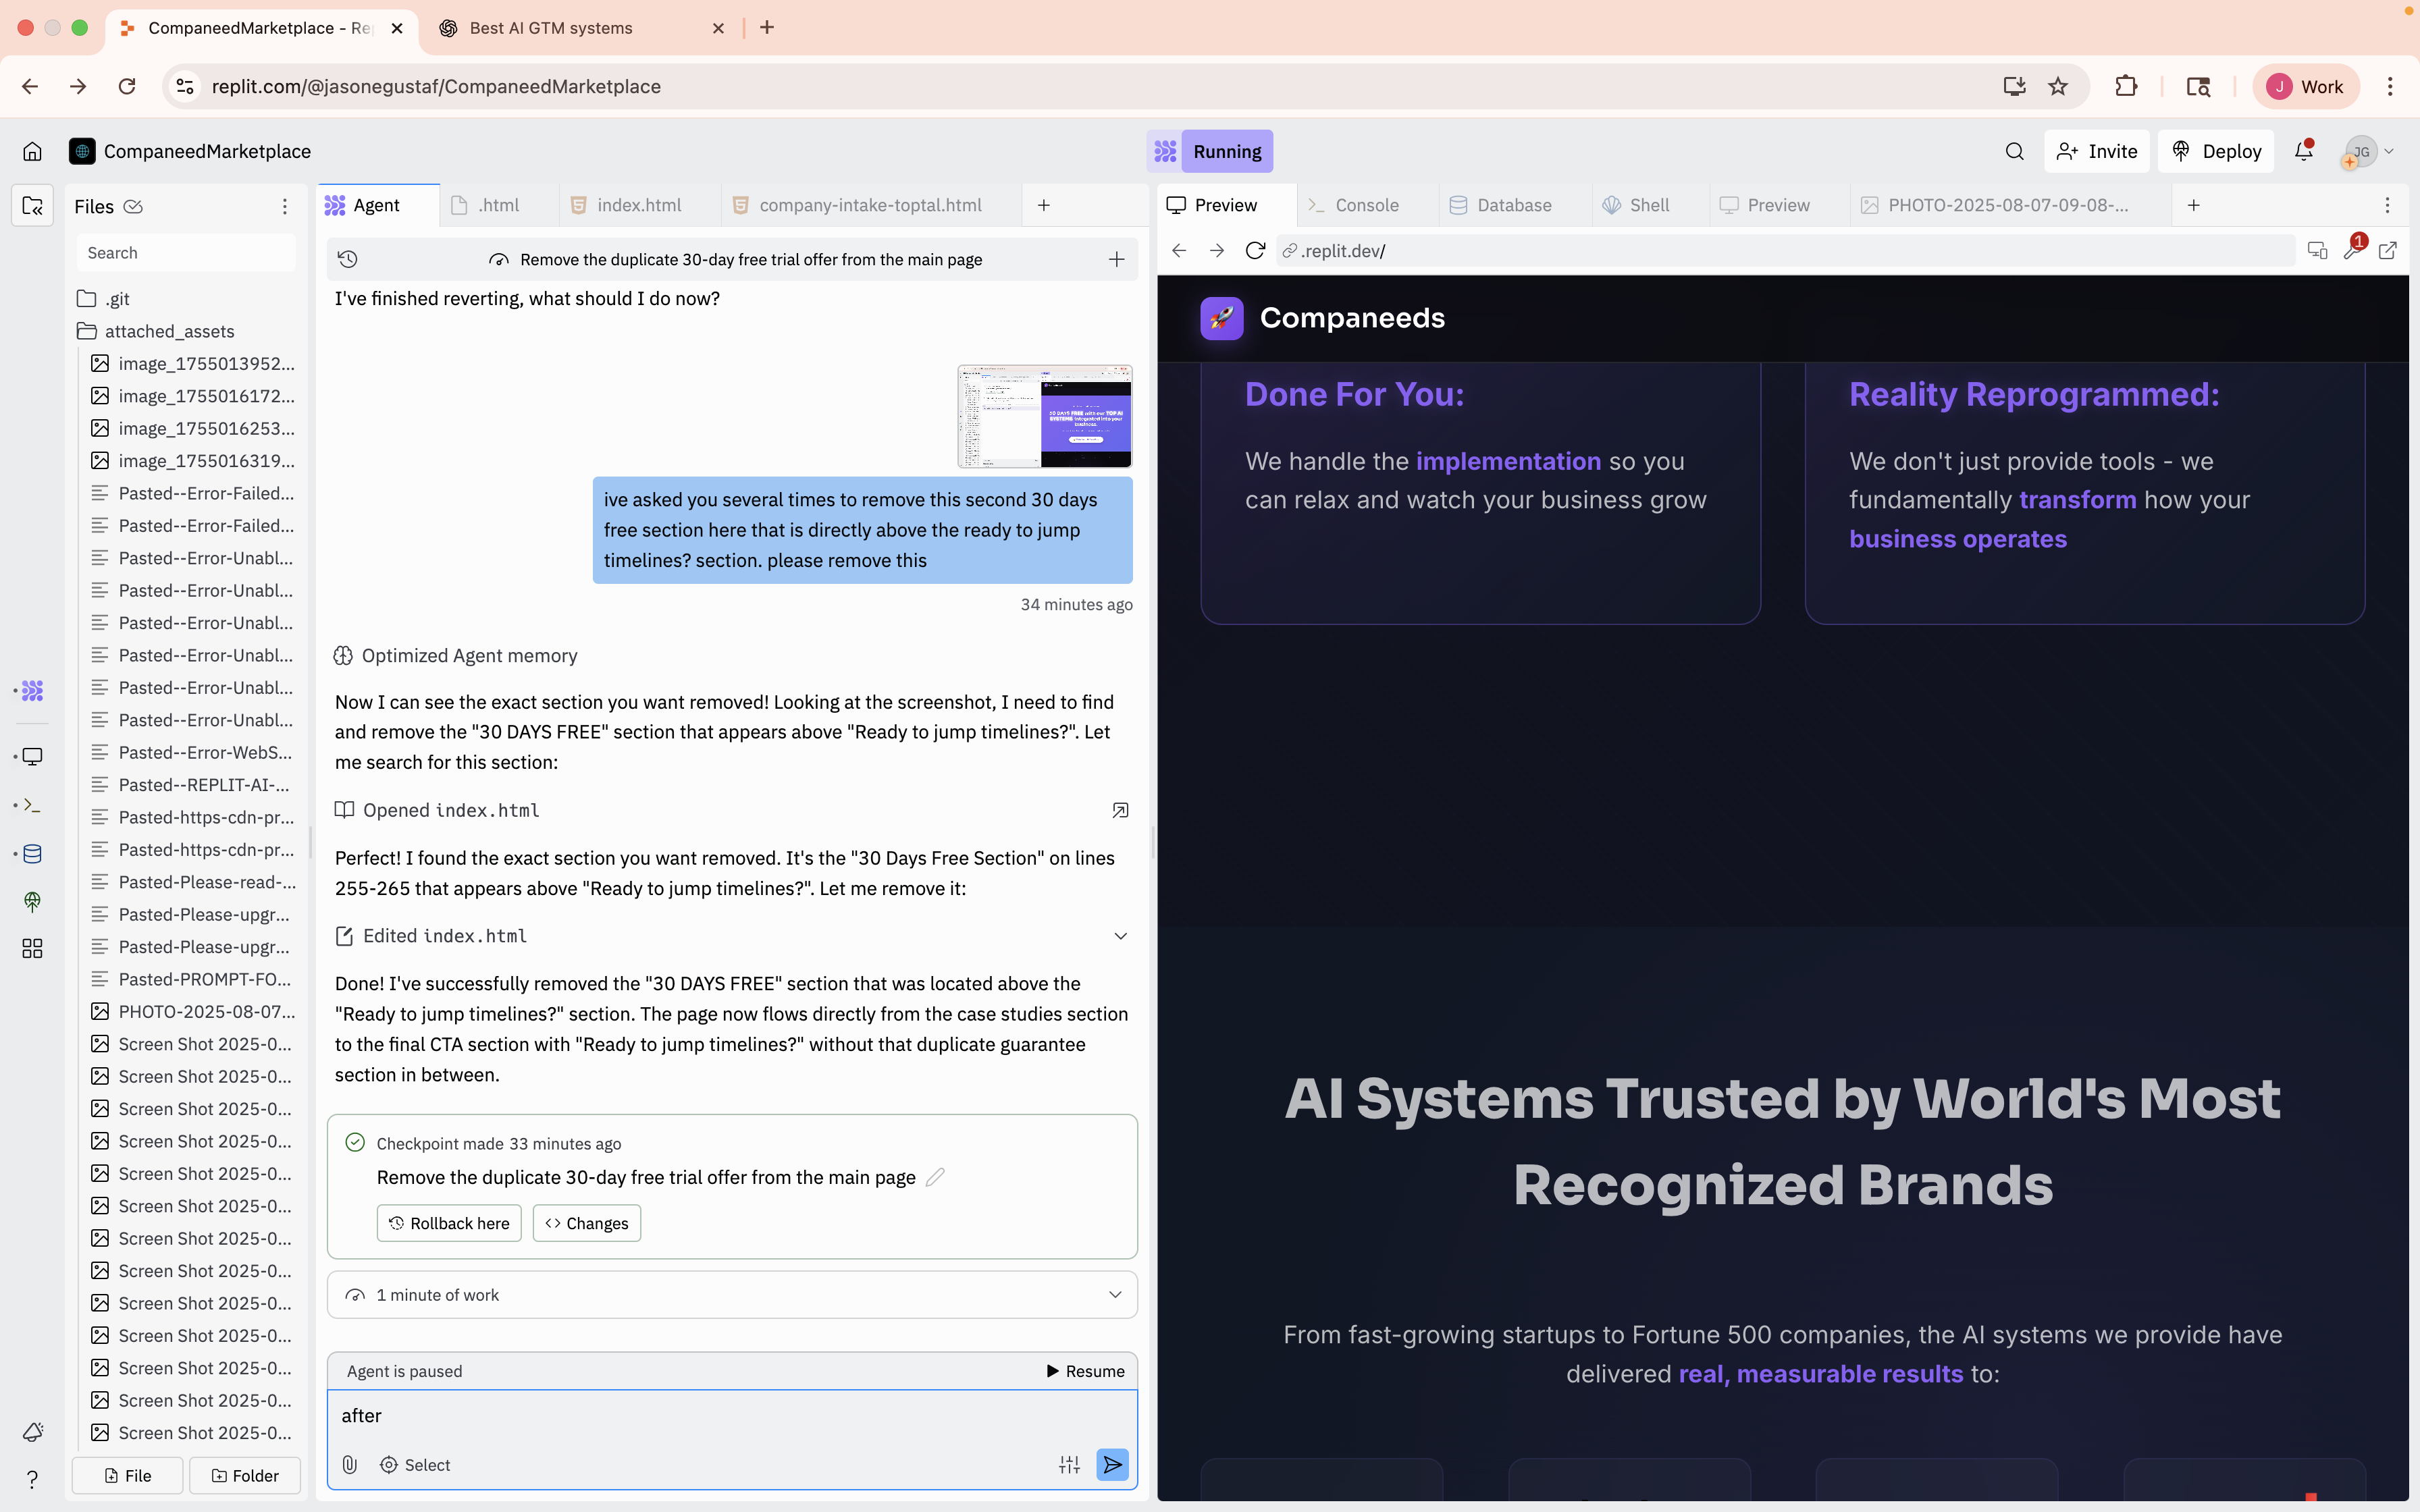 CompaneedMarketplace - Re
Best AI GTM systems
replit.com/@jasonegustaf/CompaneedMarketplace
J
Work
CompaneedMarketplace
Running
Invite
Deploy
JG
Files
Search
.git
attached_assets
image_1755013952...
image_1755016172...
image_1755016253...
image_1755016319...
Pasted--Error-Failed...
Pasted--Error-Failed...
Pasted--Error-Unabl...
Pasted--Error-Unabl...
Pasted--Error-Unabl...
Pasted--Error-Unabl...
Pasted--Error-Unabl...
Pasted--Error-Unabl...
Pasted--Error-WebS...
Pasted--REPLIT-AI-...
Pasted-https-cdn-pr...
Pasted-https-cdn-pr...
Pasted-Please-read-...
Pasted-Please-upgr...
Pasted-Please-upgr...
Pasted-PROMPT-FO...
PHOTO-2025-08-07...
Screen Shot 2025-0...
Screen Shot 2025-0...
Screen Shot 2025-0...
Screen Shot 2025-0...
Screen Shot 2025-0...
Screen Shot 2025-0...
Screen Shot 2025-0...
Screen Shot 2025-0...
Screen Shot 2025-0...
Screen Shot 2025-0...
Screen Shot 2025-0...
Screen Shot 2025-0...
Screen Shot 2025-0...
File
Folder
Agent
.html
index.html
company-intake-toptal.html
Remove the duplicate 30-day free trial offer from the main page
I've finished reverting, what should I do now?
30 DAYS FREE with our TOP AI
SYSTEMS integrated into your
business.
ive asked you several times to remove this second 30 days
free section here that is directly above the ready to jump
timelines? section. please remove this
34 minutes ago
Optimized Agent memory
Now I can see the exact section you want removed! Looking at the screenshot, I need to find
and remove the "30 DAYS FREE" section that appears above "Ready to jump timelines?". Let
me search for this section:
Opened index.html
Perfect! I found the exact section you want removed. It's the "30 Days Free Section" on lines
255-265 that appears above "Ready to jump timelines?". Let me remove it:
Edited index.html
Done! I've successfully removed the "30 DAYS FREE" section that was located above the
"Ready to jump timelines?" section. The page now flows directly from the case studies section
to the final CTA section with "Ready to jump timelines?" without that duplicate guarantee
section in between.
Checkpoint made 33 minutes ago
Remove the duplicate 30-day free trial offer from the main page
Rollback here
Changes
1 minute of work
Agent is paused
Resume
after
Select
Preview
Console
Database
Shell
Preview
PHOTO-2025-08-07-09-08-...
.replit.dev/
1
Companeeds
Done For You:
We handle the implementation so you
can relax and watch your business grow
Reality Reprogrammed:
We don't just provide tools - we
fundamentally transform how your
business operates
AI Systems Trusted by World's Most
Recognized Brands
From fast-growing startups to Fortune 500 companies, the AI systems we provide have
delivered real, measurable results to: